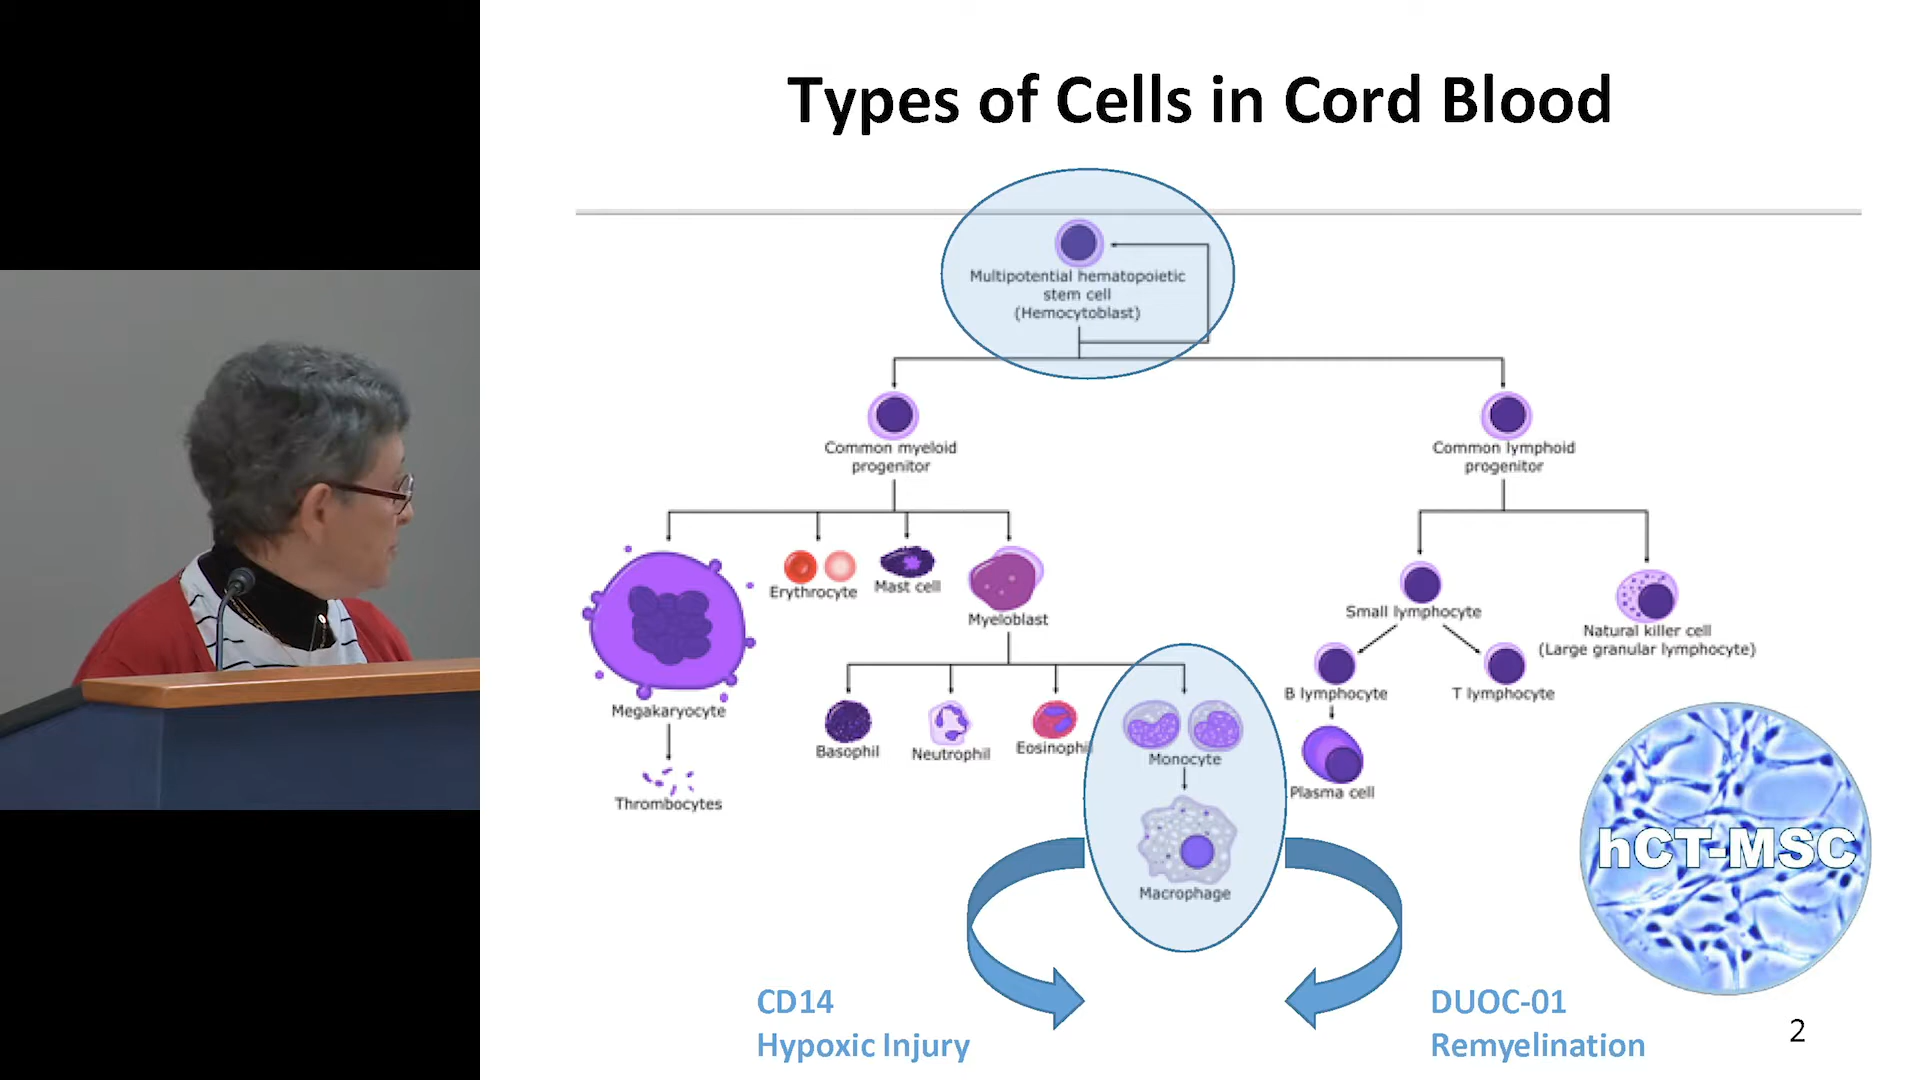 Types of Cells in Cord Blood
Multipotential hematopoietic
stem cell
(Hemocytoblast)
Common myeloid
progenitor
Common lymphoid
progenitor
Erythrocyte
Mast cell
Myeloblast
Small lymphocyte
Natural killer cell
(Large granular lymphocyte)
Megakaryocyte
Basophil
Neutrophil
Eosinophil
Monocyte
B lymphocyte
T lymphocyte
Thrombocytes
Plasma cell
Macrophage
hCT-MSC
CD14
Hypoxic Injury
DUOC-01
Remyelination
2